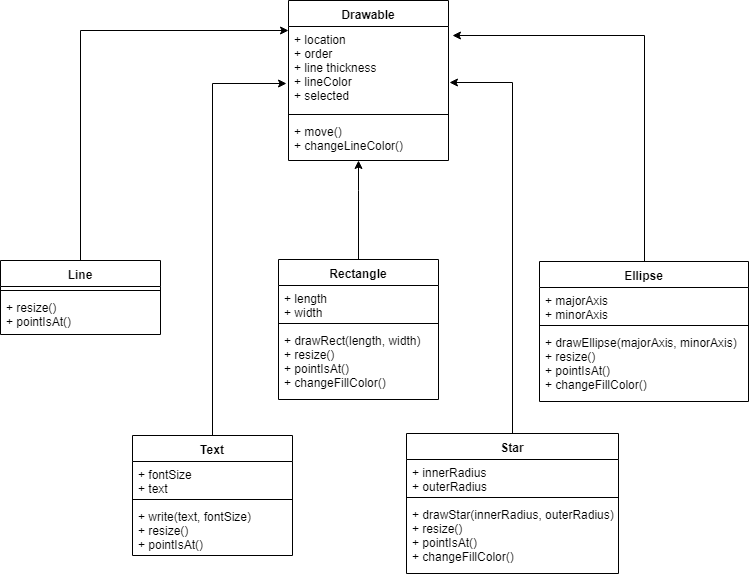 Drawable
+ location
+ order
+ line thickness
+ lineColor
+ selected
+ move()
+ changeLineColor()
Line
+ resize()
+ pointIsAt()
Rectangle
+ length
+ width
+ drawRect(length, width)
+ resize()
+ pointIsAt()
+ changeFillColor()
Ellipse
+ majorAxis
+ minorAxis
+ drawEllipse(majorAxis, minorAxis)
+ resize()
+ pointIsAt()
+ changeFillColor()
Text
+ fontSize
+ text
+ write(text, fontSize)
+ resize()
+ pointIsAt()
Star
+ innerRadius
+ outerRadius
+ drawStar(innerRadius, outerRadius)
+ resize()
+ pointIsAt()
+ changeFillColor()